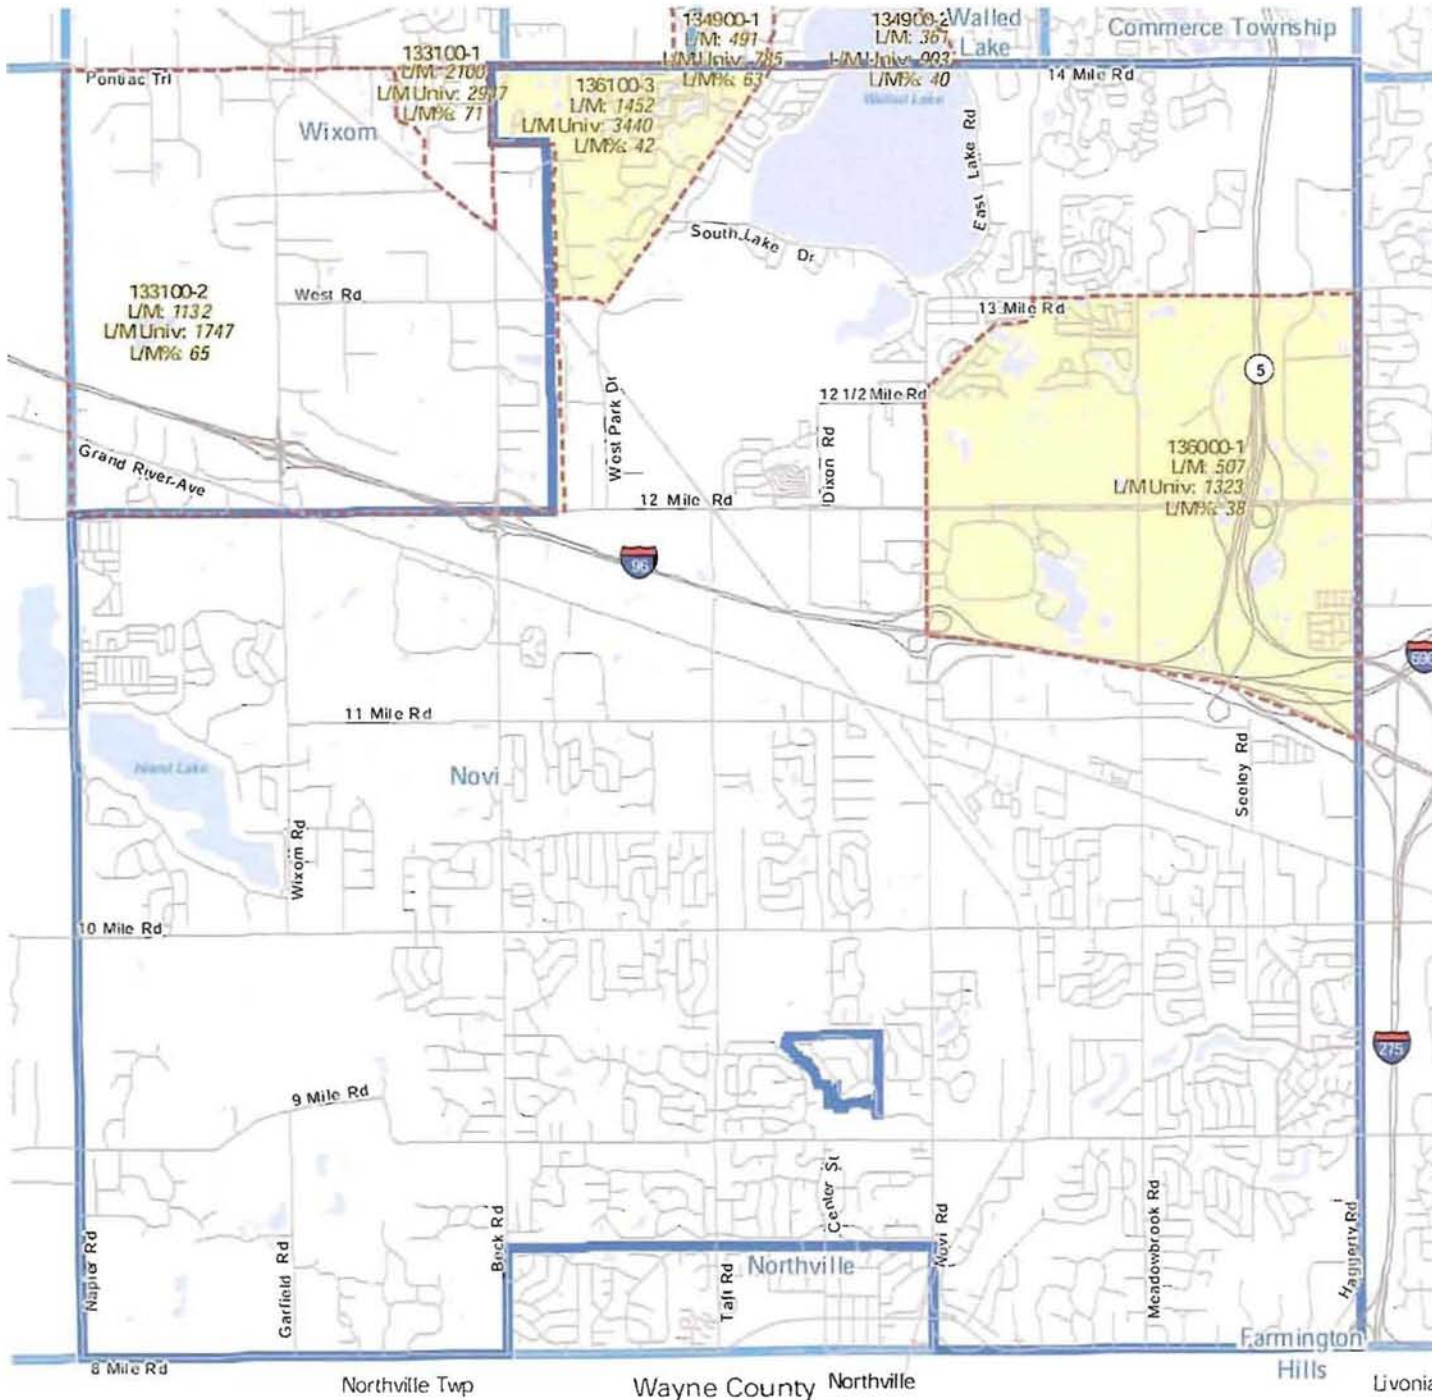 134900-1
L/M: 491
L/M Univ: 785
L/M%: 63
134900-2
L/M: 361
L/M Univ: 903
L/M%: 40
Walled
Lake
Commerce Township
133100-1
L/M: 2100
L/M Univ: 2937
L/M%: 71
Pontiac Trl
136100-3
L/M: 1452
L/M Univ: 3440
L/M%: 42
14 Mile Rd
Walled Lake
Wixom
East Lake Rd
South Lake Dr
133100-2
L/M: 1132
L/M Univ: 1747
L/M%: 65
West Rd
13 Mile Rd
5
West Park Dr
12 1/2 Mile Rd
Dixon Rd
136000-1
L/M: 507
L/M Univ: 1323
L/M%: 38
Grand River Ave
12 Mile Rd
96
696
11 Mile Rd
Island Lake
Novi
Seeley Rd
Wixom Rd
10 Mile Rd
275
9 Mile Rd
Center St
Napier Rd
Garfield Rd
Beck Rd
Northville
Taft Rd
Novi Rd
Meadowbrook Rd
Haggerty Rd
Farmington
Hills
8 Mile Rd
Northville Twp
Wayne County
Northville
Livonia